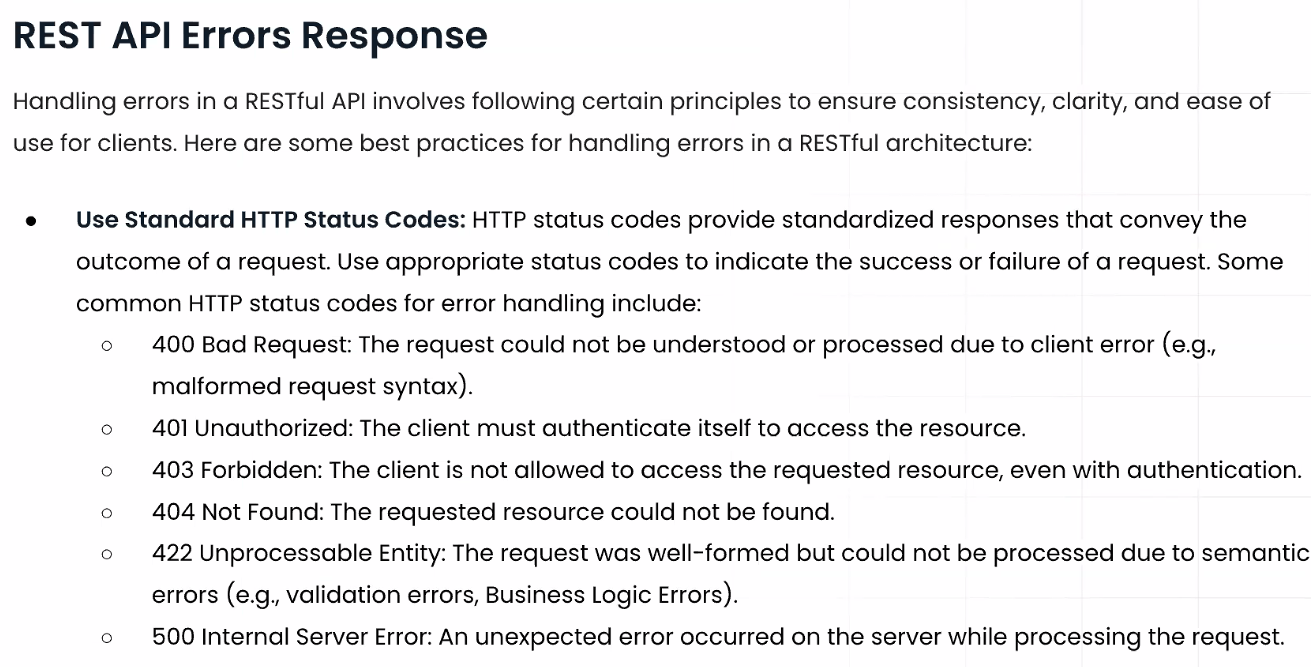 REST API Errors Response
Handling errors in a RESTful API involves following certain principles to ensure consistency, clarity, and ease of
use for clients. Here are some best practices for handling errors in a RESTful architecture:
● Use Standard HTTP Status Codes: HTTP status codes provide standardized responses that convey the
outcome of a request. Use appropriate status codes to indicate the success or failure of a request. Some
common HTTP status codes for error handling include:
○ 400 Bad Request: The request could not be understood or processed due to client error (e.g.,
malformed request syntax).
○ 401 Unauthorized: The client must authenticate itself to access the resource.
○ 403 Forbidden: The client is not allowed to access the requested resource, even with authentication.
○ 404 Not Found: The requested resource could not be found.
○ 422 Unprocessable Entity: The request was well-formed but could not be processed due to semantic
errors (e.g., validation errors, Business Logic Errors).
○ 500 Internal Server Error: An unexpected error occurred on the server while processing the request.